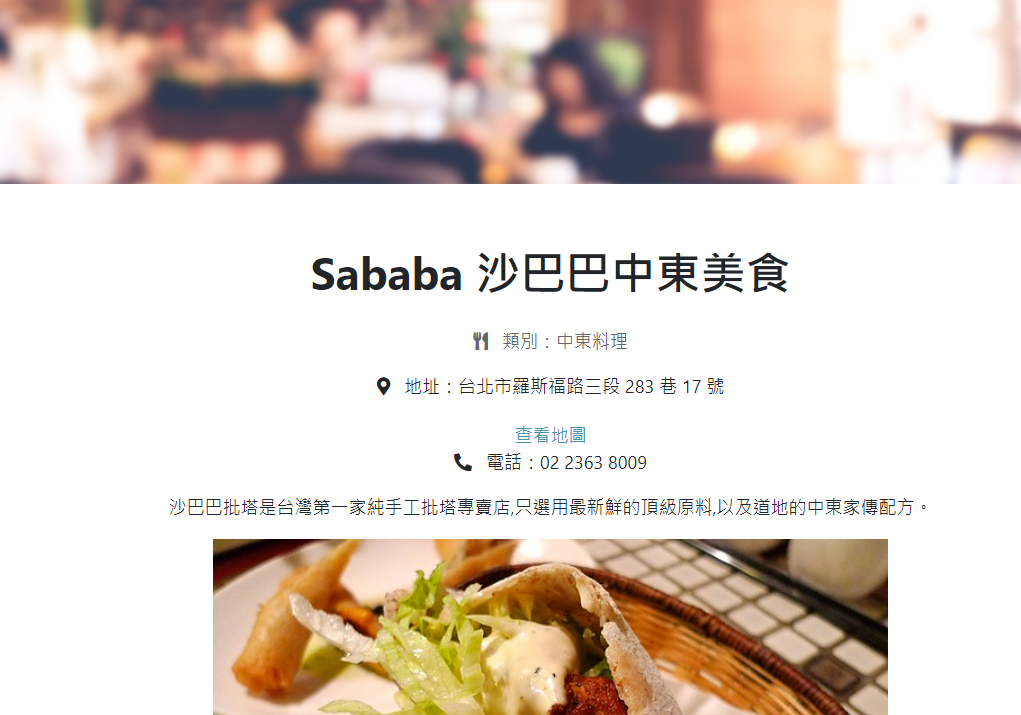 Sababa 沙巴巴中東美食
類別：中東料理
地址：台北市羅斯福路三段 283 巷 17 號
查看地圖
電話：02 2363 8009
沙巴巴批塔是台灣第一家純手工批塔專賣店,只選用最新鮮的頂級原料,以及道地的中東家傳配方。